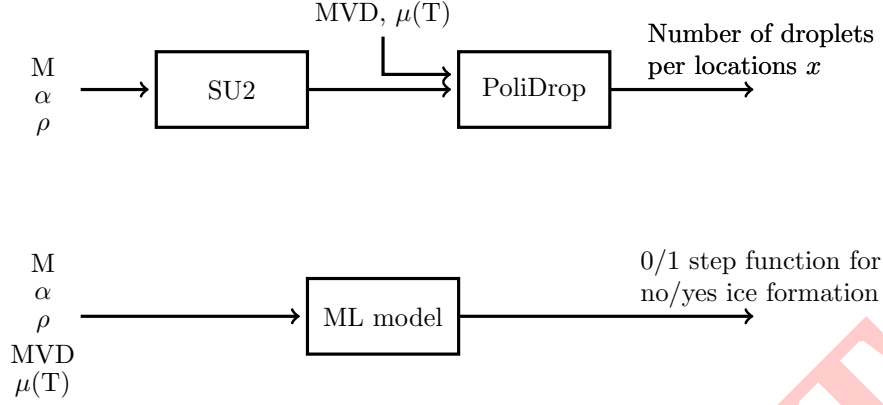 MVD, μ(T)
M
α
ρ
SU2
PoliDrop
Number of droplets
per locations x
M
α
ρ
MVD
μ(T)
ML model
0/1 step function for
no/yes ice formation